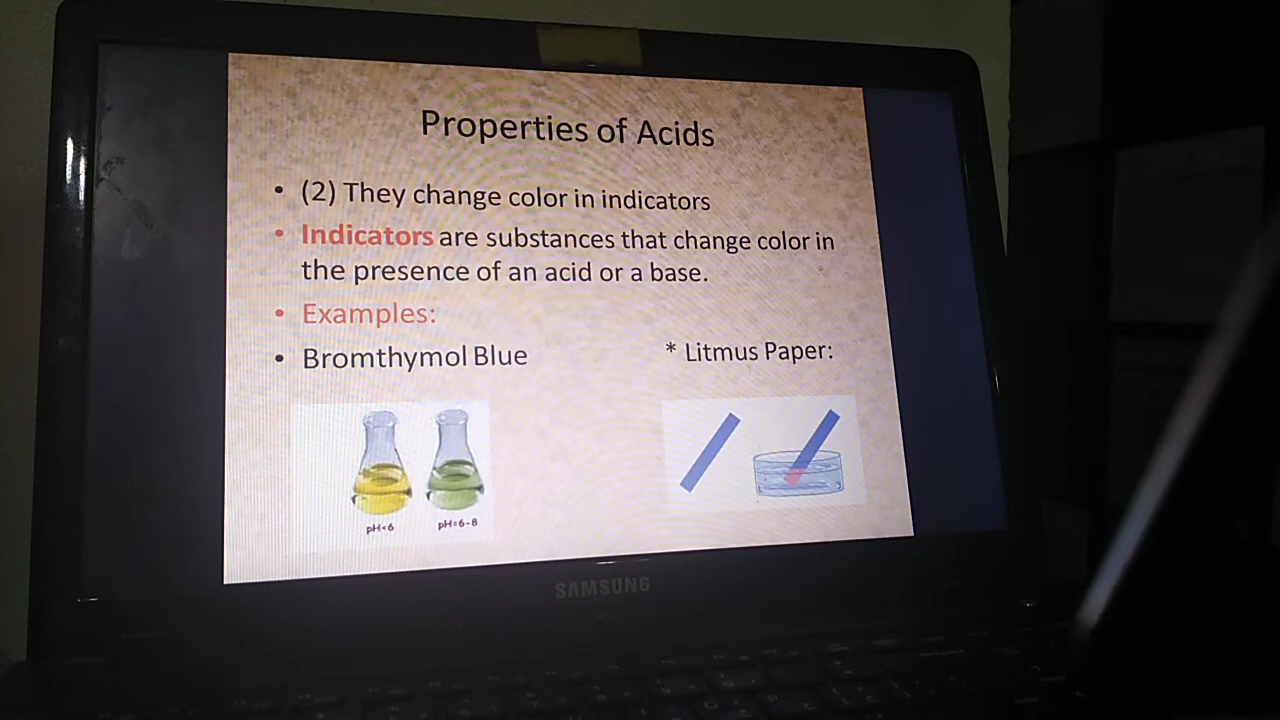 Properties of Acids
• (2) They change color in indicators
• Indicators are substances that change color in
the presence of an acid or a base.
• Examples:
• Bromthymol Blue
* Litmus Paper:
pH<6
pH=6-8
SAMSUNG